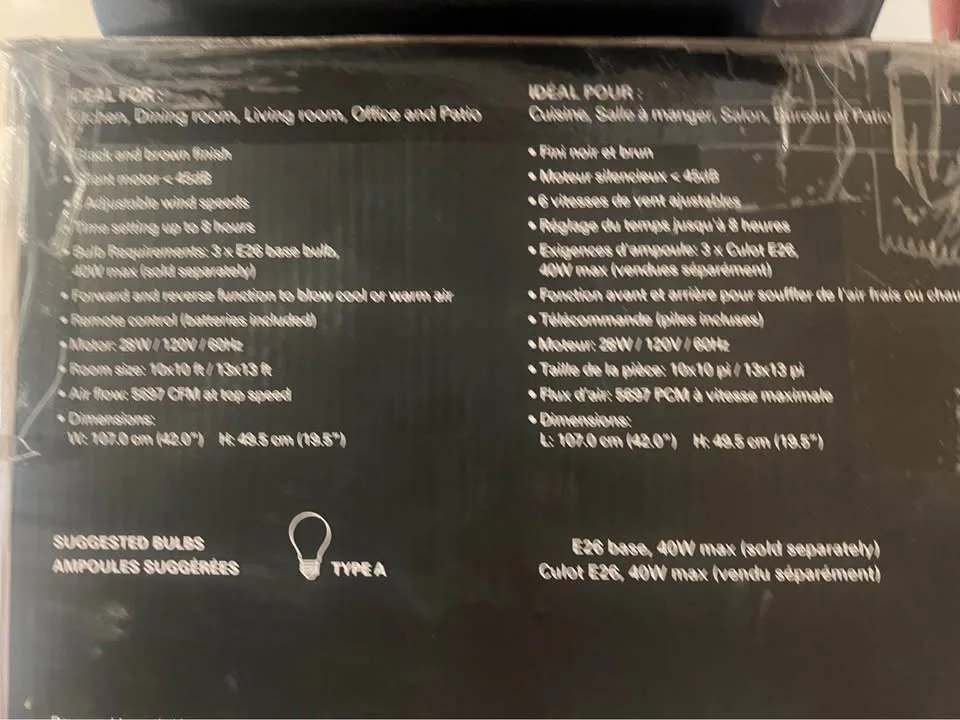 IDEAL FOR :
Kitchen, Dining room, Living room, Office and Patio
• Black and brown finish
• Silent motor < 45dB
• 6 Adjustable wind speeds
• Time setting up to 8 hours
• Bulb Requirements: 3 x E26 base bulb,
40W max (sold separately)
• Forward and reverse function to blow cool or warm air
• Remote control (batteries included)
• Motor: 28W / 120V / 60Hz
• Room size: 10x10 ft / 13x13 ft
• Air flow: 5697 CFM at top speed
• Dimensions:
W: 107.0 cm (42.0") H: 49.5 cm (19.5")
IDÉAL POUR :
Cuisine, Salle à manger, Salon, Bureau et Patio
• Fini noir et brun
• Moteur silencieux < 45dB
• 6 vitesses de vent ajustables
• Réglage du temps jusqu'à 8 heures
• Exigences d'ampoule: 3 x Culot E26,
40W max (vendues séparément)
• Fonction avant et arrière pour souffler de l'air frais ou chau
• Télécommande (piles incluses)
• Moteur: 28W / 120V / 60Hz
• Taille de la pièce: 10x10 pi / 13x13 pi
• Flux d'air: 5697 PCM à vitesse maximale
• Dimensions:
L: 107.0 cm (42.0") H: 49.5 cm (19.5")
SUGGESTED BULBS
AMPOULES SUGGÉRÉES
TYPE A
E26 base, 40W max (sold separately)
Culot E26, 40W max (vendu séparément)